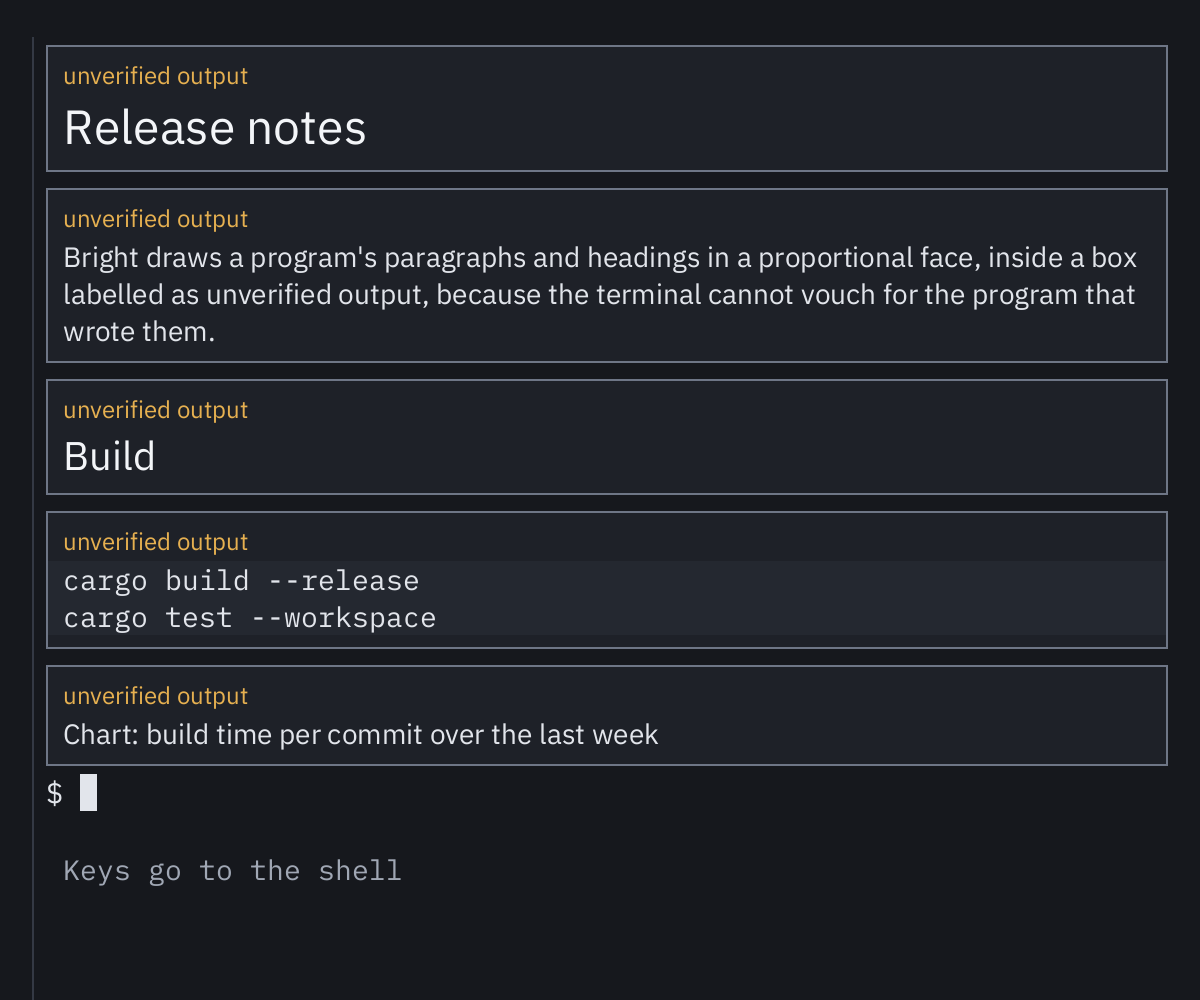 unverified output
Release notes
unverified output
Bright draws a program's paragraphs and headings in a proportional face, inside a box
labelled as unverified output, because the terminal cannot vouch for the program that
wrote them.
unverified output
Build
unverified output
cargo build --release
cargo test --workspace
unverified output
Chart: build time per commit over the last week
$
Keys go to the shell